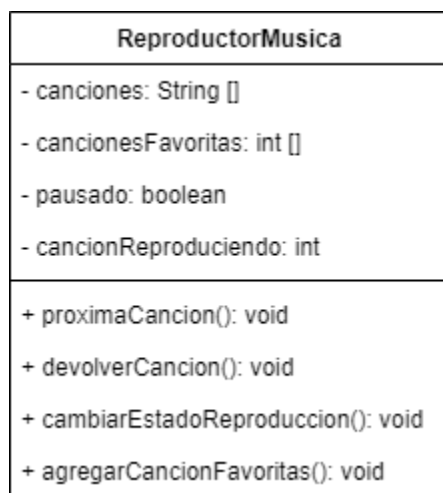 ReproductorMusica
- canciones: String []
- cancionesFavoritas: int []
- pausado: boolean
- cancionReproduciendo: int
+ proximaCancion(): void
+ devolverCancion(): void
+ cambiarEstadoReproduccion(): void
+ agregarCancionFavoritas(): void